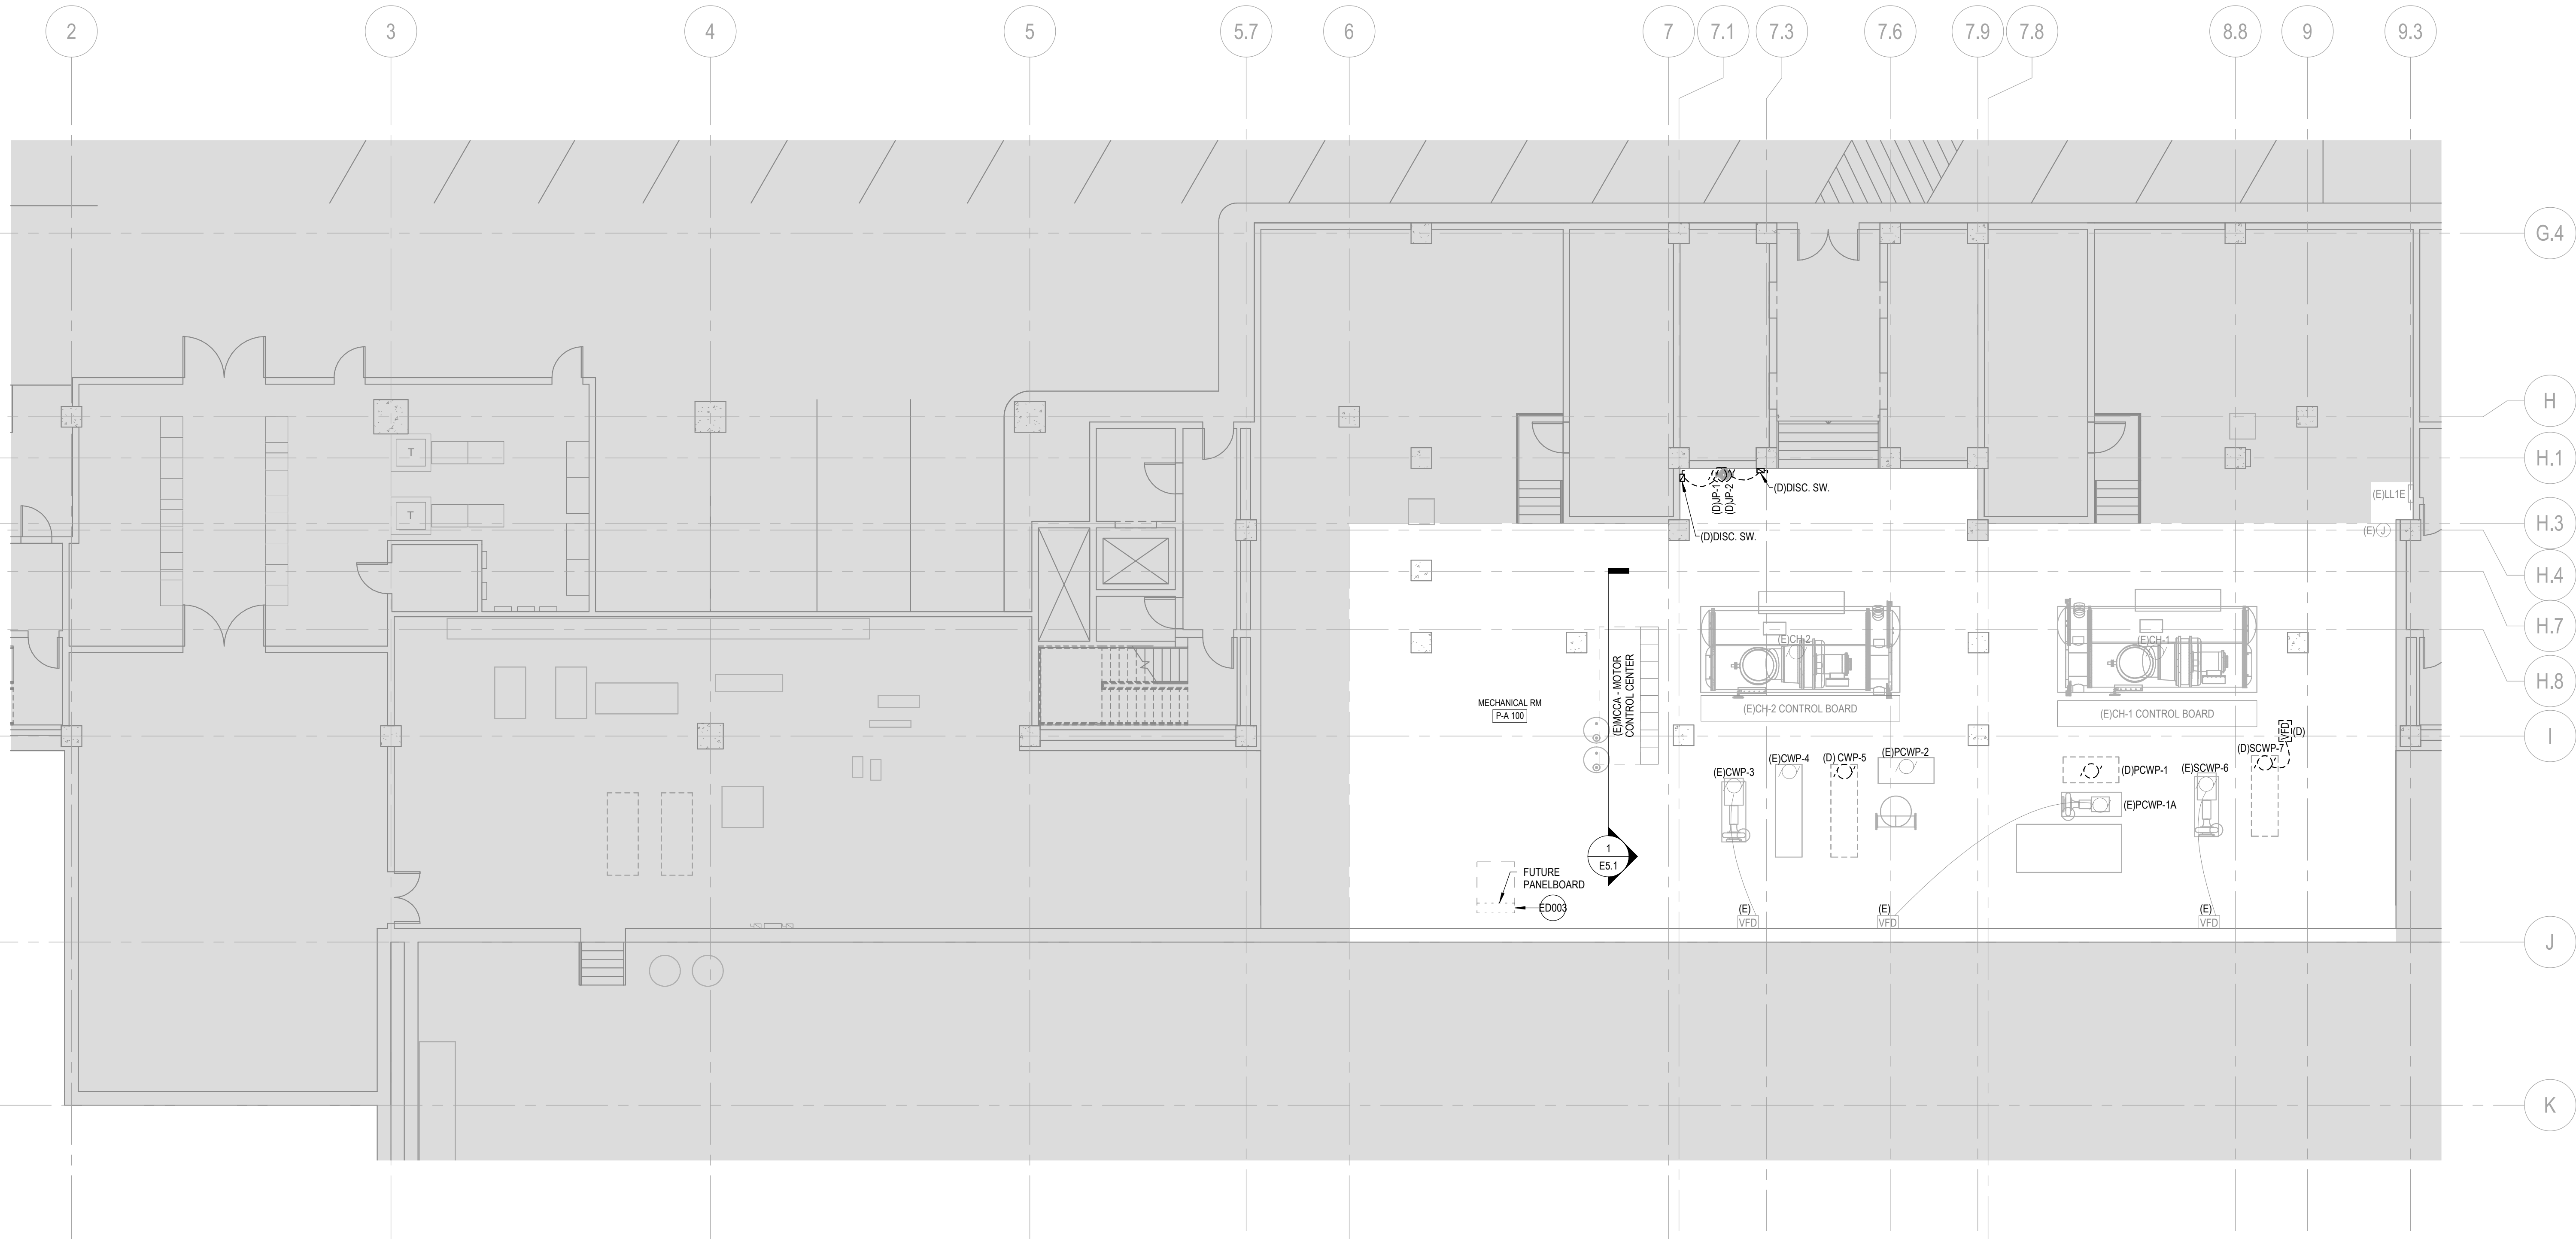 2
3
4
5
5.7
6
7
7.1
7.3
7.6
7.9
7.8
8.8
9
9.3
G.4
H
H.1
H.3
H.4
H.7
H.8
I
J
K
T
T
(D)JP-1
(D)JP-2
(D)DISC. SW.
(D)DISC. SW.
(E)LL1E
(E) J
(E)CH-2
(E)CH-1
(E)CH-2 CONTROL BOARD
(E)CH-1 CONTROL BOARD
(E)MCCA - MOTOR
CONTROL CENTER
MECHANICAL RM
P-A 100
VFD (D)
(D)SCWP-7
(E)CWP-3
(E)CWP-4
(D) CWP-5
(E)PCWP-2
(D)PCWP-1
(E)SCWP-6
(E)PCWP-1A
1
E5.1
FUTURE
PANELBOARD
ED003
(E)
VFD
(E)
VFD
(E)
VFD